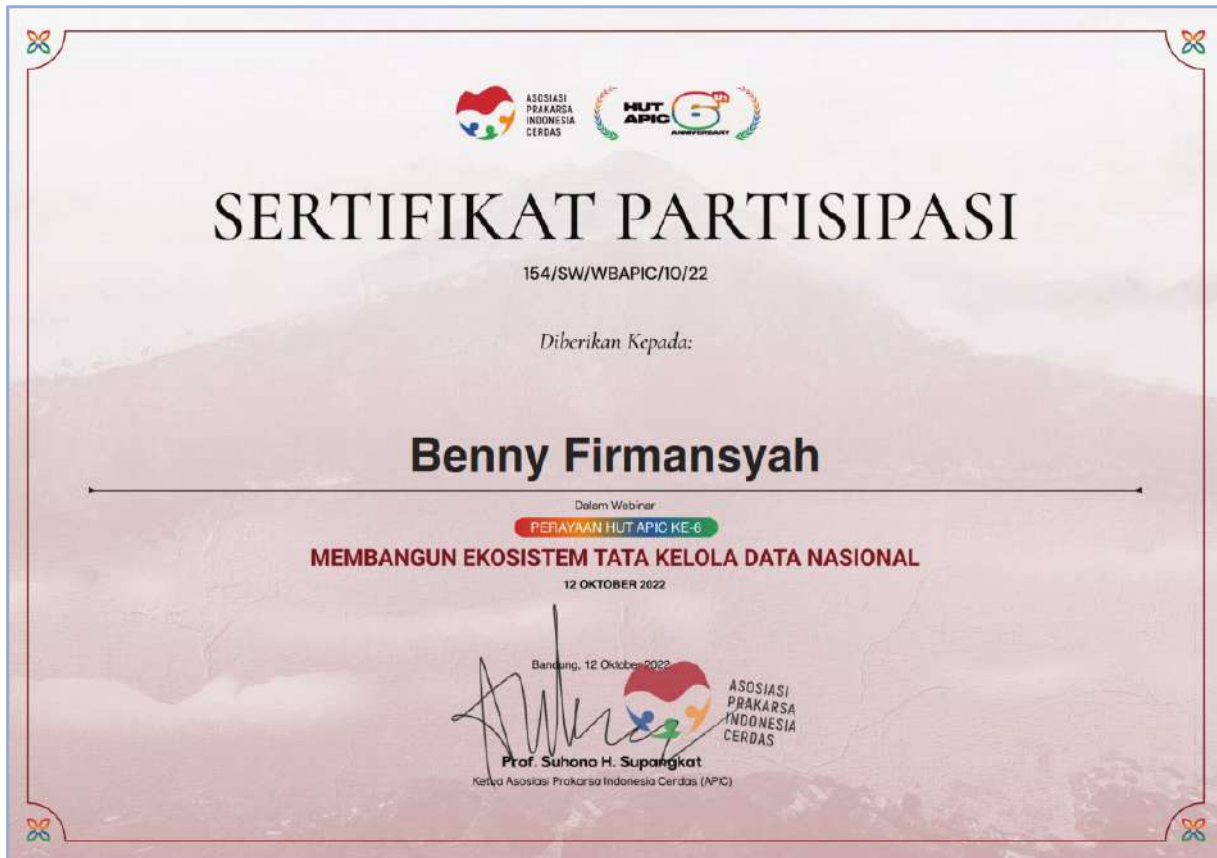 ASOSIASI
PRAKARSA
INDONESIA
CERDAS
HUT
APIC
6th
ANNIVERSARY
SERTIFIKAT PARTISIPASI
154/SW/WBAPIC/10/22
Diberikan Kepada:
Benny Firmansyah
Dalam Webinar
PERAYAAN HUT APIC KE-6
MEMBANGUN EKOSISTEM TATA KELOLA DATA NASIONAL
12 OKTOBER 2022
Bandung, 12 Oktober 2022
ASOSIASI
PRAKARSA
INDONESIA
CERDAS
Prof. Suhono H. Supangkat
Ketua Asosiasi Prakarsa Indonesia Cerdas (APIC)